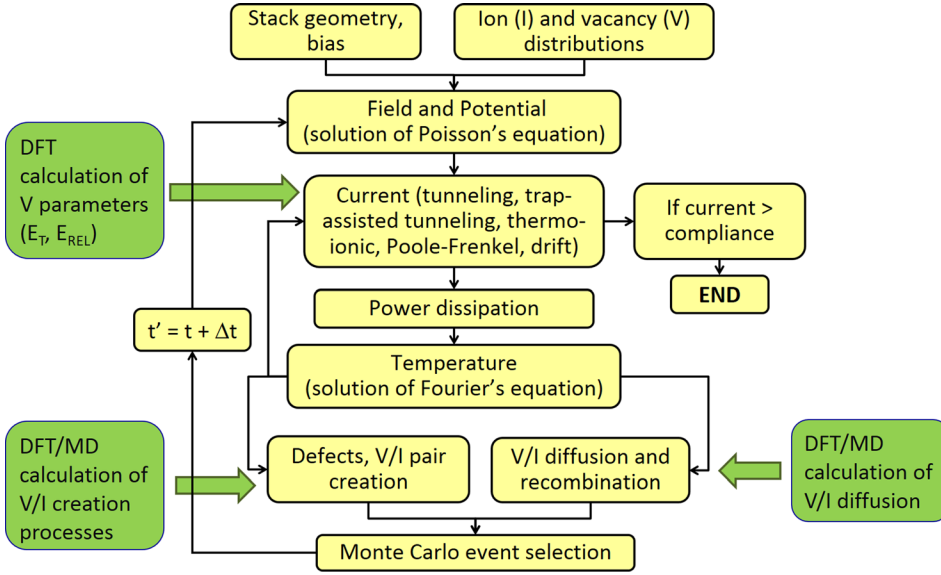 Stack geometry,
bias
Ion (I) and vacancy (V)
distributions
Field and Potential
(solution of Poisson's equation)
DFT
calculation of
V parameters
(E_T, E_REL)
Current (tunneling, trap-
assisted tunneling, thermo-
ionic, Poole-Frenkel, drift)
If current >
compliance
END
Power dissipation
t' = t + Δt
Temperature
(solution of Fourier's equation)
DFT/MD
calculation of
V/I creation
processes
Defects, V/I pair
creation
V/I diffusion and
recombination
DFT/MD
calculation of
V/I diffusion
Monte Carlo event selection